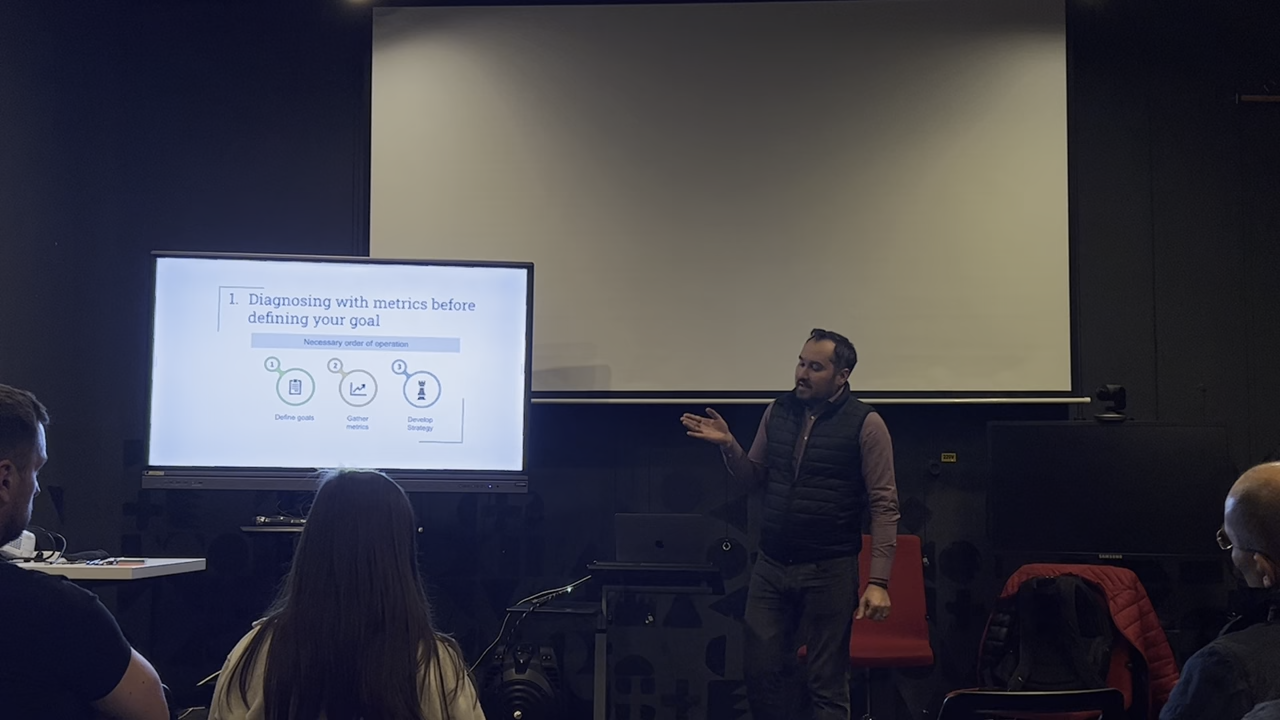 1. Diagnosing with metrics before
defining your goal
Necessary order of operation
1
2
3
Define goals
Gather
metrics
Develop
Strategy
SAMSUNG